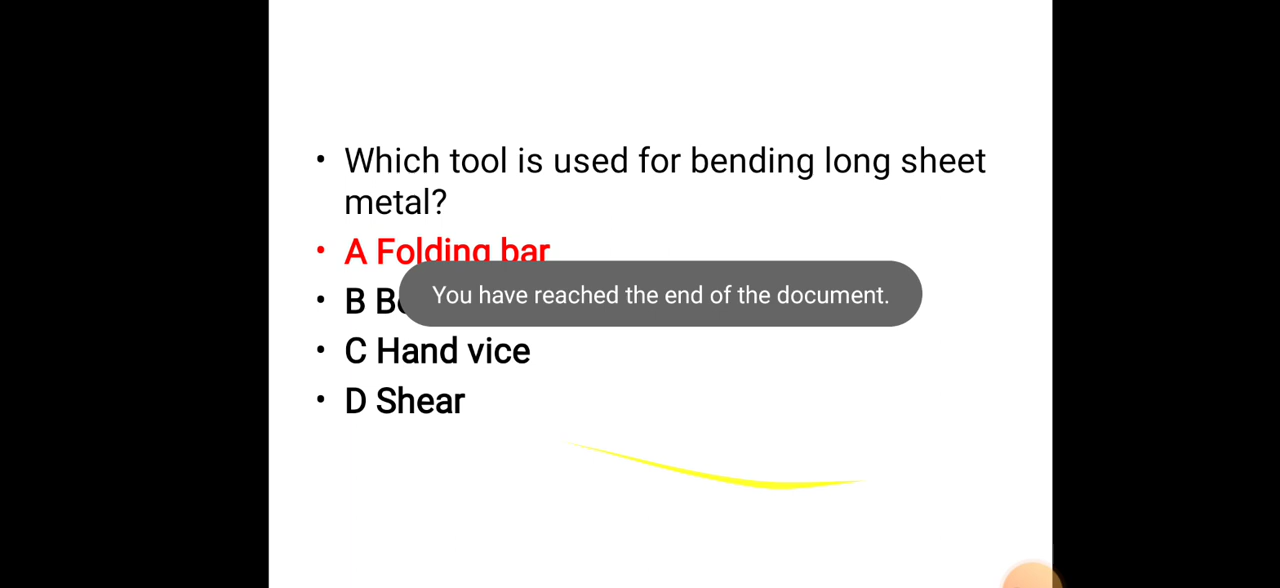 • Which tool is used for bending long sheet
metal?
• A Folding bar
You have reached the end of the document.
• B
• C Hand vice
• D Shear